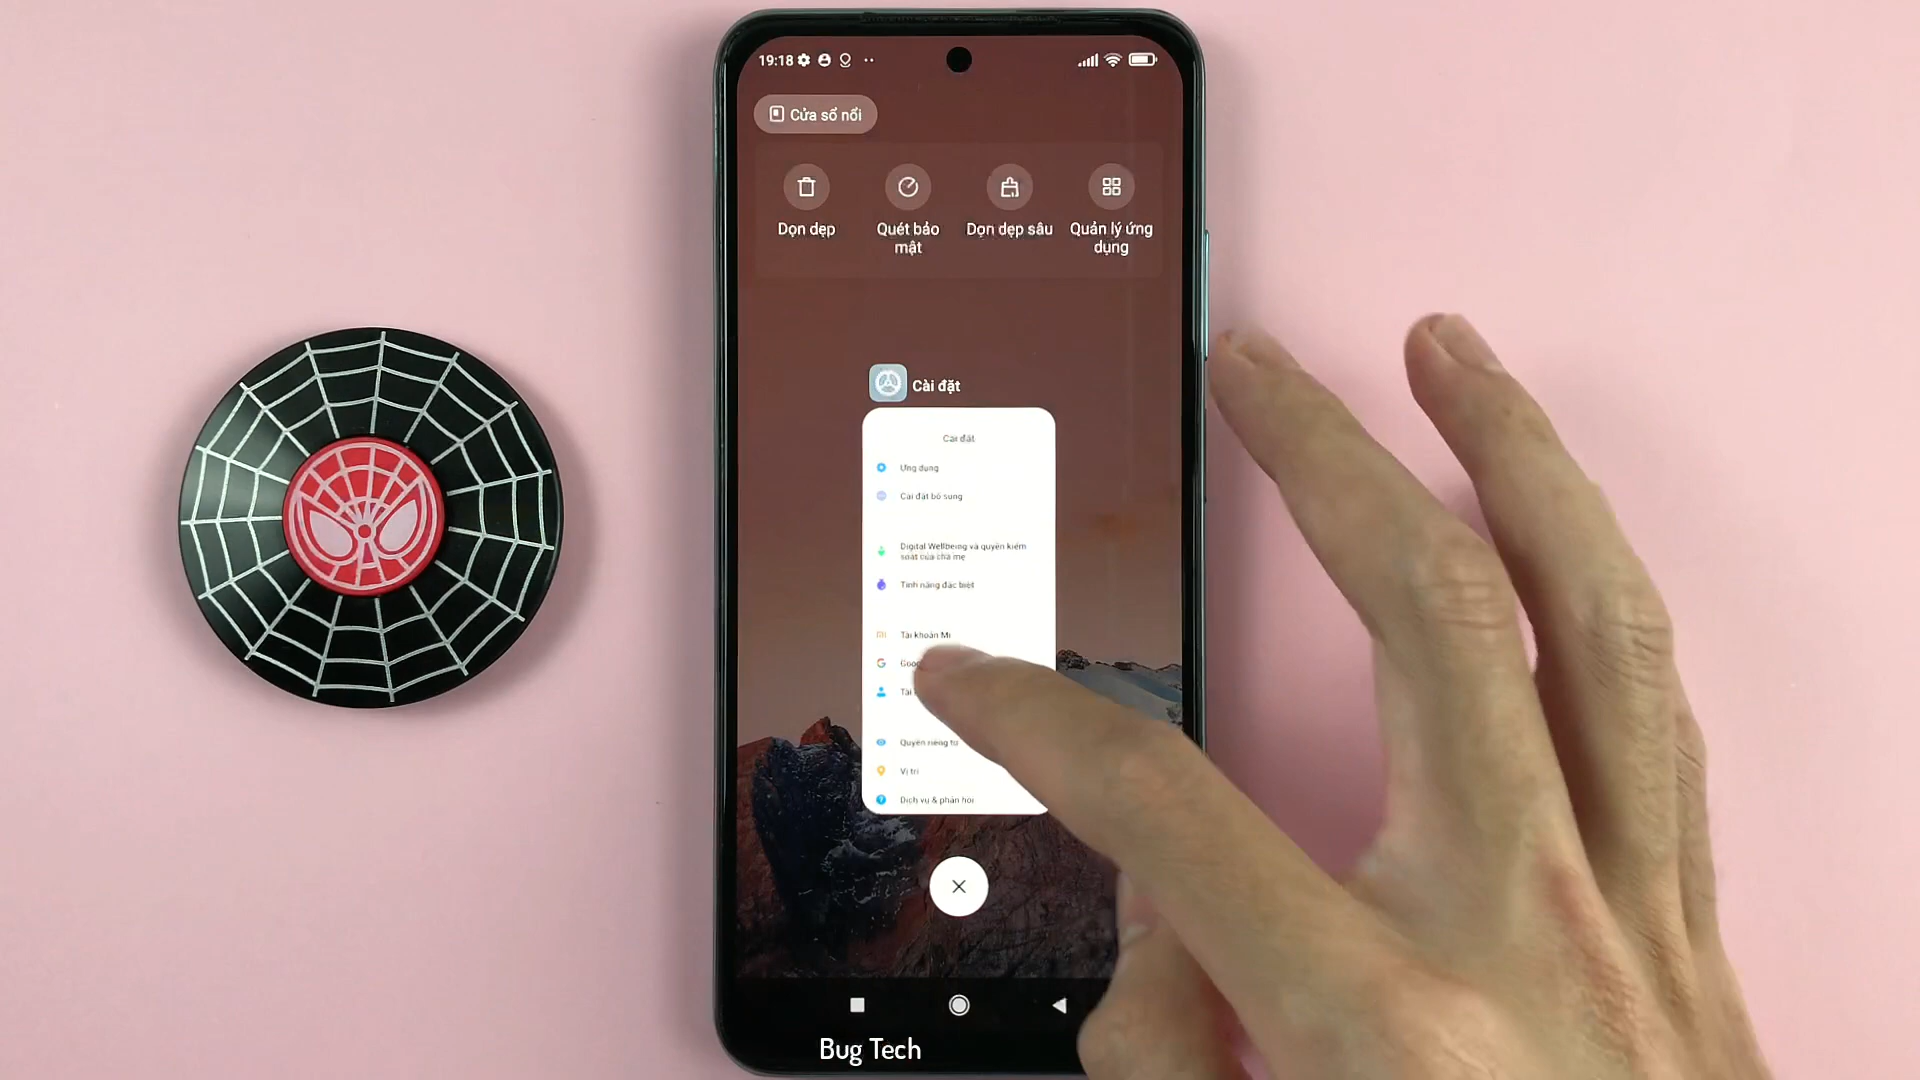 19:18
Cửa sổ nổi
Dọn dẹp
Quét bảo
mật
Dọn dẹp sâu
Quản lý ứng
dụng
Cài đặt
Cài đặt
Ứng dụng
Cài đặt bổ sung
Digital Wellbeing và quyền kiểm
soát của cha mẹ
Tính năng đặc biệt
Tài khoản Mi
Goo
Tài
Quyền riêng tư
Vị trí
Dịch vụ & phản hồi
Bug Tech